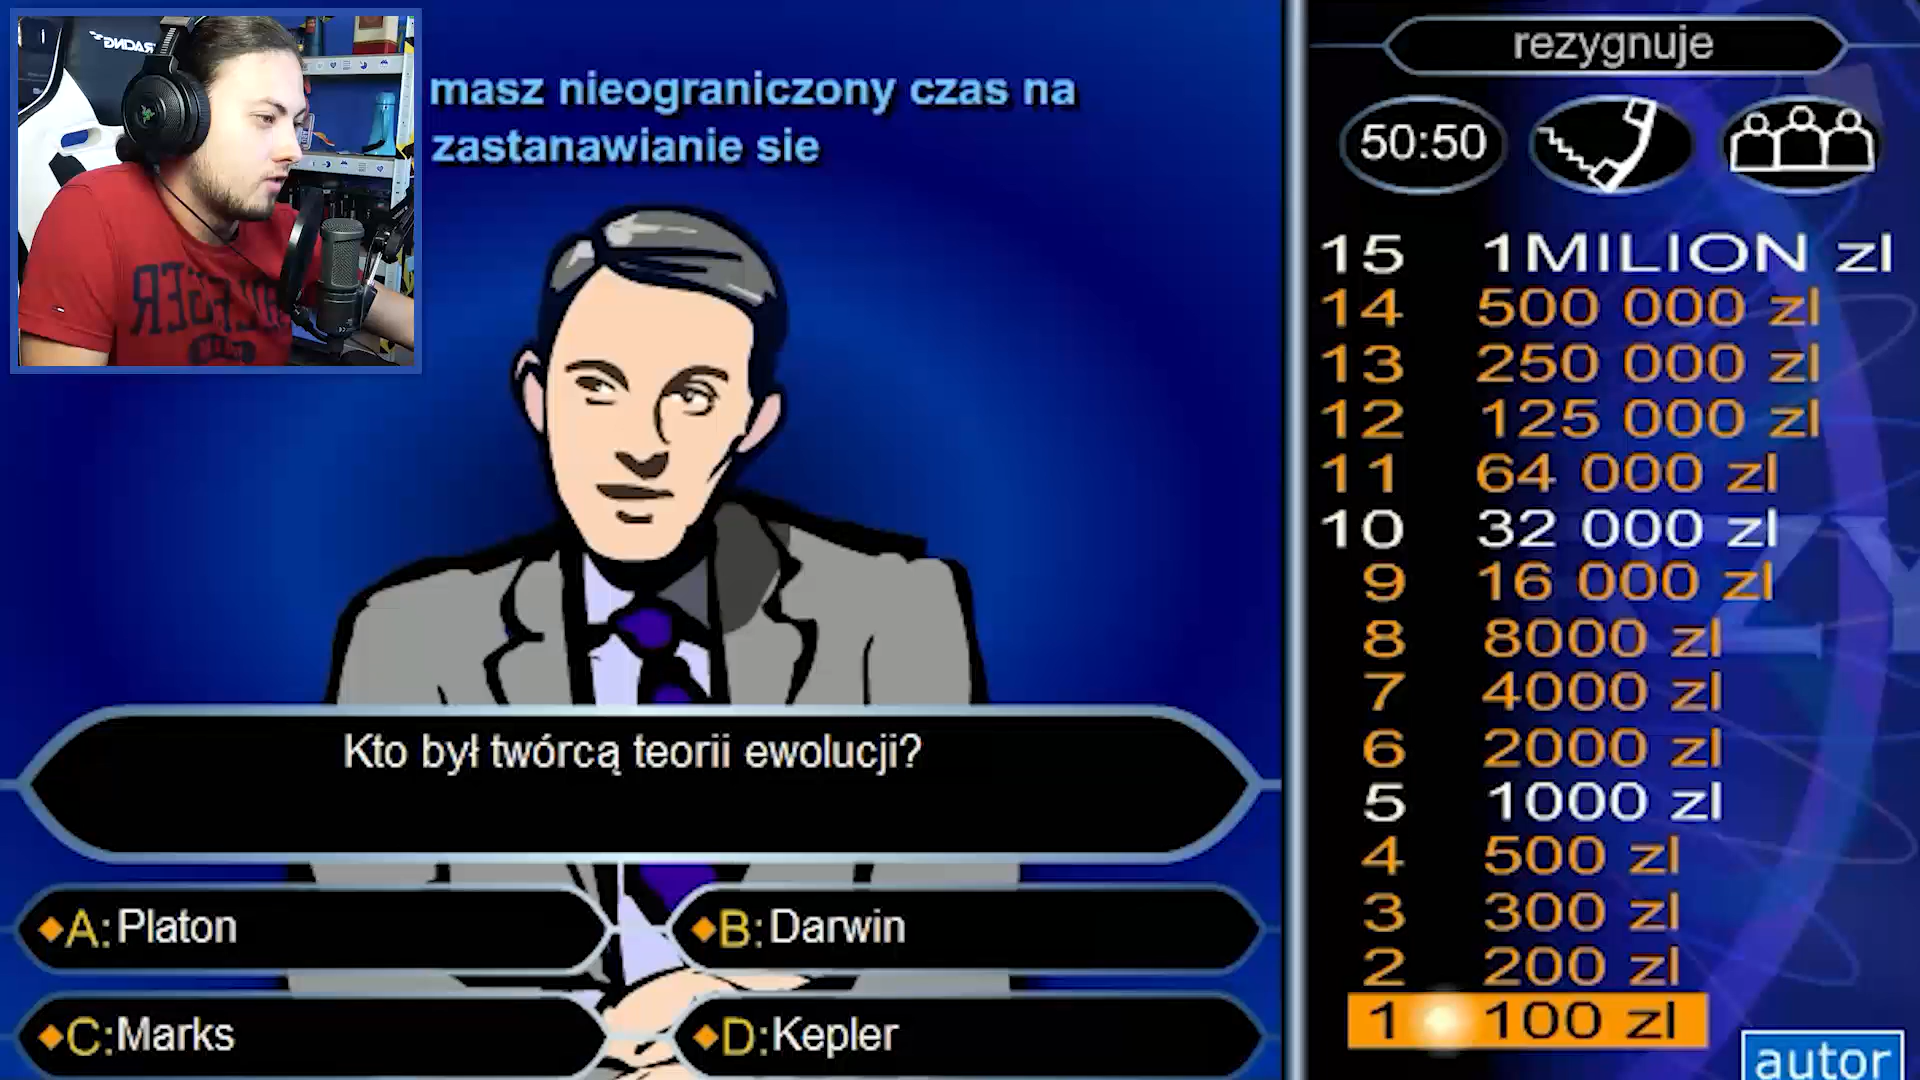 masz nieograniczony czas na
zastanawianie sie
Kto był twórcą teorii ewolucji?
A: Platon
B: Darwin
C: Marks
D: Kepler
rezygnuje
50:50
15 1MILION zl
14 500 000 zl
13 250 000 zl
12 125 000 zl
11 64 000 zl
10 32 000 zl
9 16 000 zl
8 8000 zl
7 4000 zl
6 2000 zl
5 1000 zl
4 500 zl
3 300 zl
2 200 zl
1 100 zl
autor